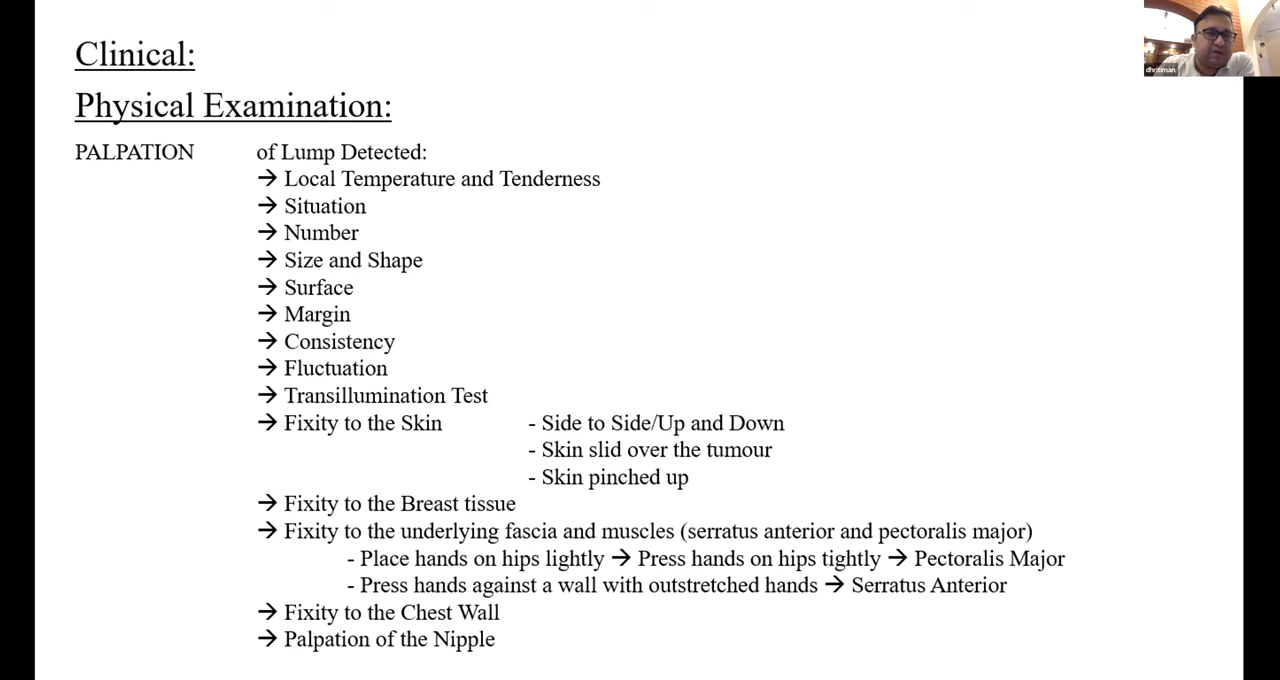 Clinical:
Physical Examination:
PALPATION of Lump Detected:
→ Local Temperature and Tenderness
→ Situation
→ Number
→ Size and Shape
→ Surface
→ Margin
→ Consistency
→ Fluctuation
→ Transillumination Test
→ Fixity to the Skin - Side to Side/Up and Down
- Skin slid over the tumour
- Skin pinched up
→ Fixity to the Breast tissue
→ Fixity to the underlying fascia and muscles (serratus anterior and pectoralis major)
- Place hands on hips lightly → Press hands on hips tightly → Pectoralis Major
- Press hands against a wall with outstretched hands → Serratus Anterior
→ Fixity to the Chest Wall
→ Palpation of the Nipple
dhritiman